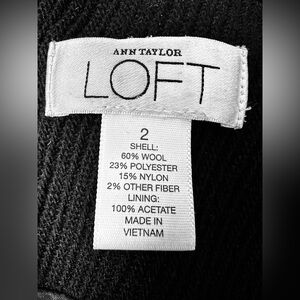 ANN TAYLOR
LOFT
2
SHELL:
60% WOOL
23% POLYESTER
15% NYLON
2% OTHER FIBER
LINING:
100% ACETATE
MADE IN
VIETNAM